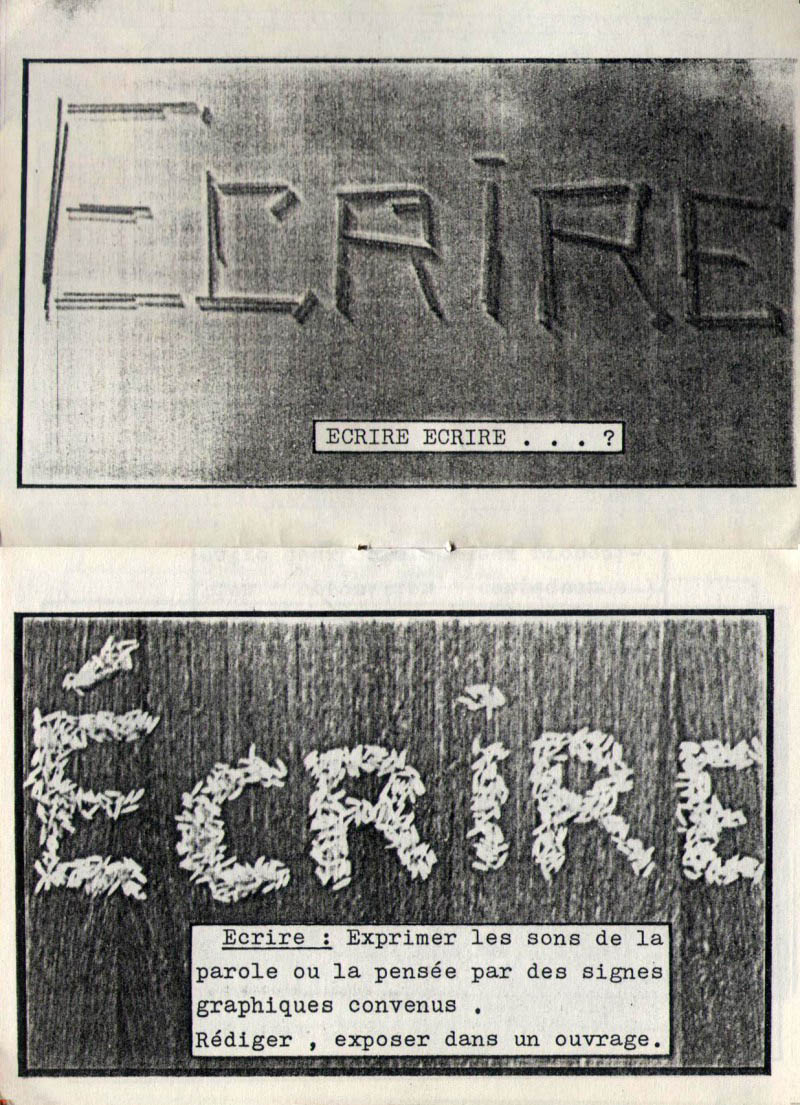 ECRiRE
ECRIRE ECRIRE . . . ?
ÉCRiRE
Ecrire : Exprimer les sons de la
parole ou la pensée par des signes
graphiques convenus .
Rédiger , exposer dans un ouvrage.